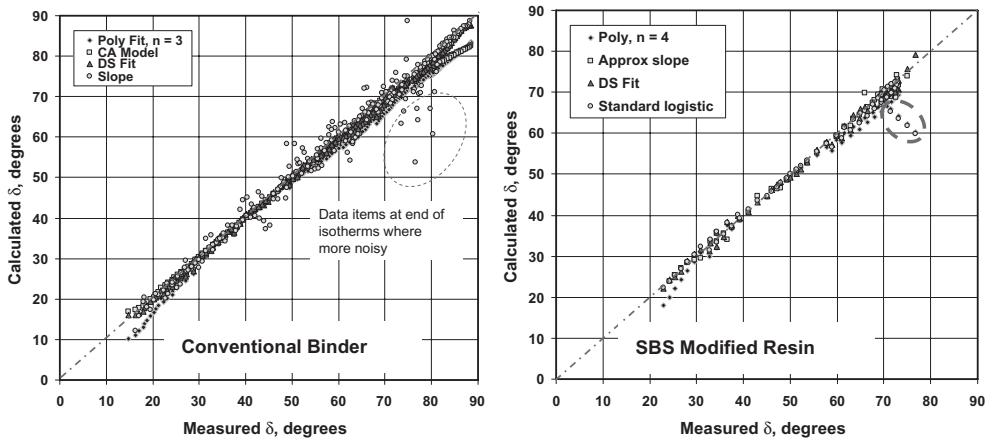 90
80
70
60
50
40
30
20
10
0
Calculated δ, degrees
Poly Fit, n = 3
CA Model
DS Fit
Slope
Data items at end of
isotherms where
more noisy
Conventional Binder
0 10 20 30 40 50 60 70 80 90
Measured δ, degrees
90
80
70
60
50
40
30
20
10
0
Calculated δ, degrees
Poly, n = 4
Approx slope
DS Fit
Standard logistic
SBS Modified Resin
0 10 20 30 40 50 60 70 80 90
Measured δ, degrees